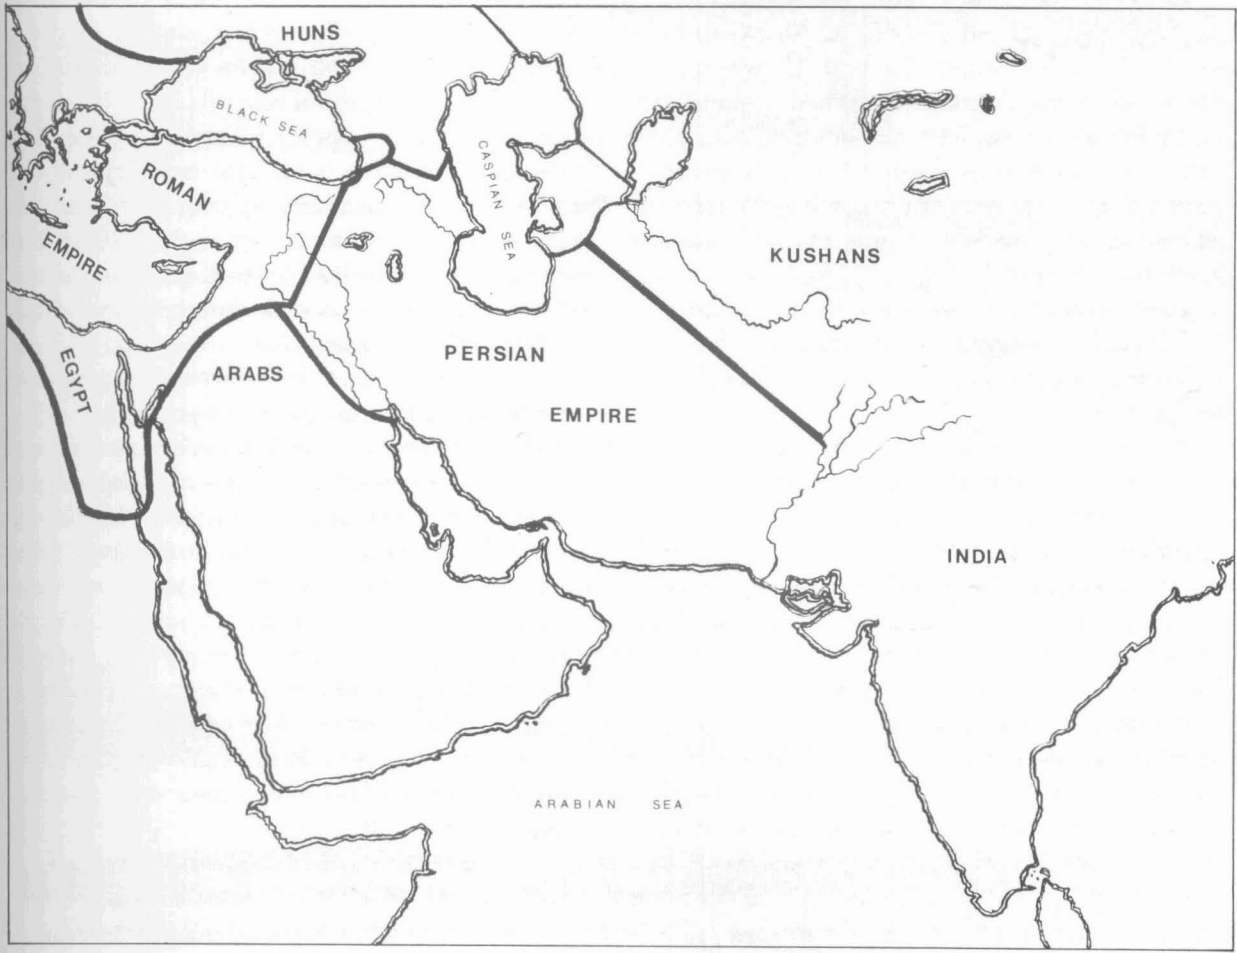 HUNS
BLACK SEA
ROMAN
EMPIRE
CASPIAN
SEA
KUSHANS
EGYPT
ARABS
PERSIAN
EMPIRE
INDIA
ARABIAN SEA